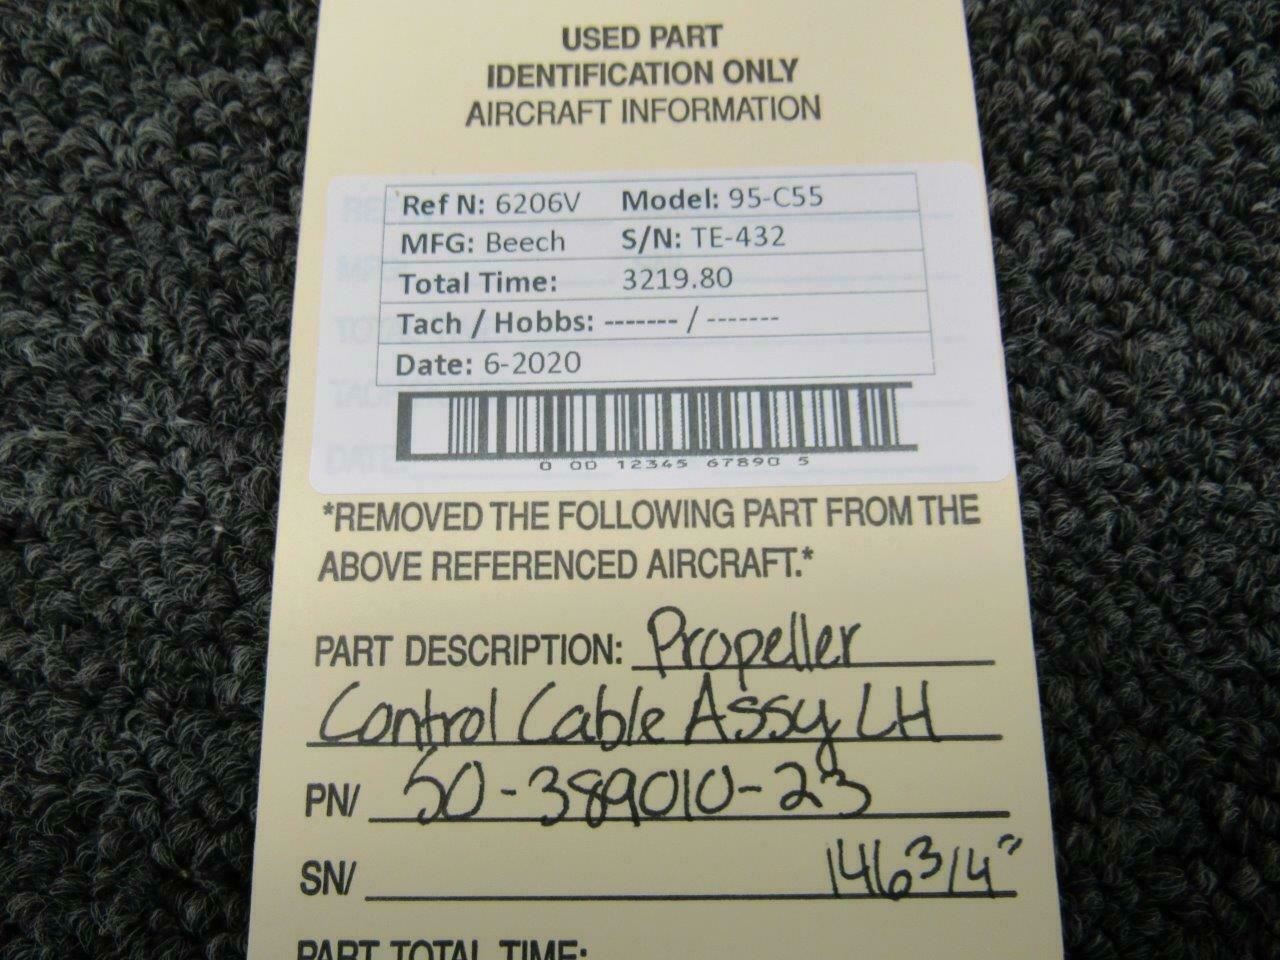 USED PART
IDENTIFICATION ONLY
AIRCRAFT INFORMATION
Ref N: 6206V Model: 95-C55
MFG: Beech S/N: TE-432
Total Time: 3219.80
Tach / Hobbs: ------- / -------
Date: 6-2020
0 00 12345 67890 5
*REMOVED THE FOLLOWING PART FROM THE
ABOVE REFERENCED AIRCRAFT.*
PART DESCRIPTION: Propeller
Control Cable Assy LH
PN/ 50-389010-23
SN/ 146 3/4"
PART TOTAL TIME: